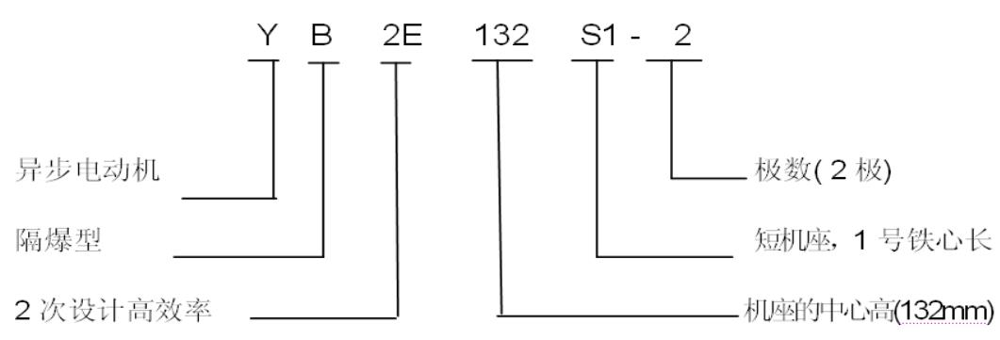 Y B 2E 132 S1 - 2
异步电动机 极数(2极)
隔爆型 短机座，1号铁心长
2次设计高效率 机座的中心高(132mm)